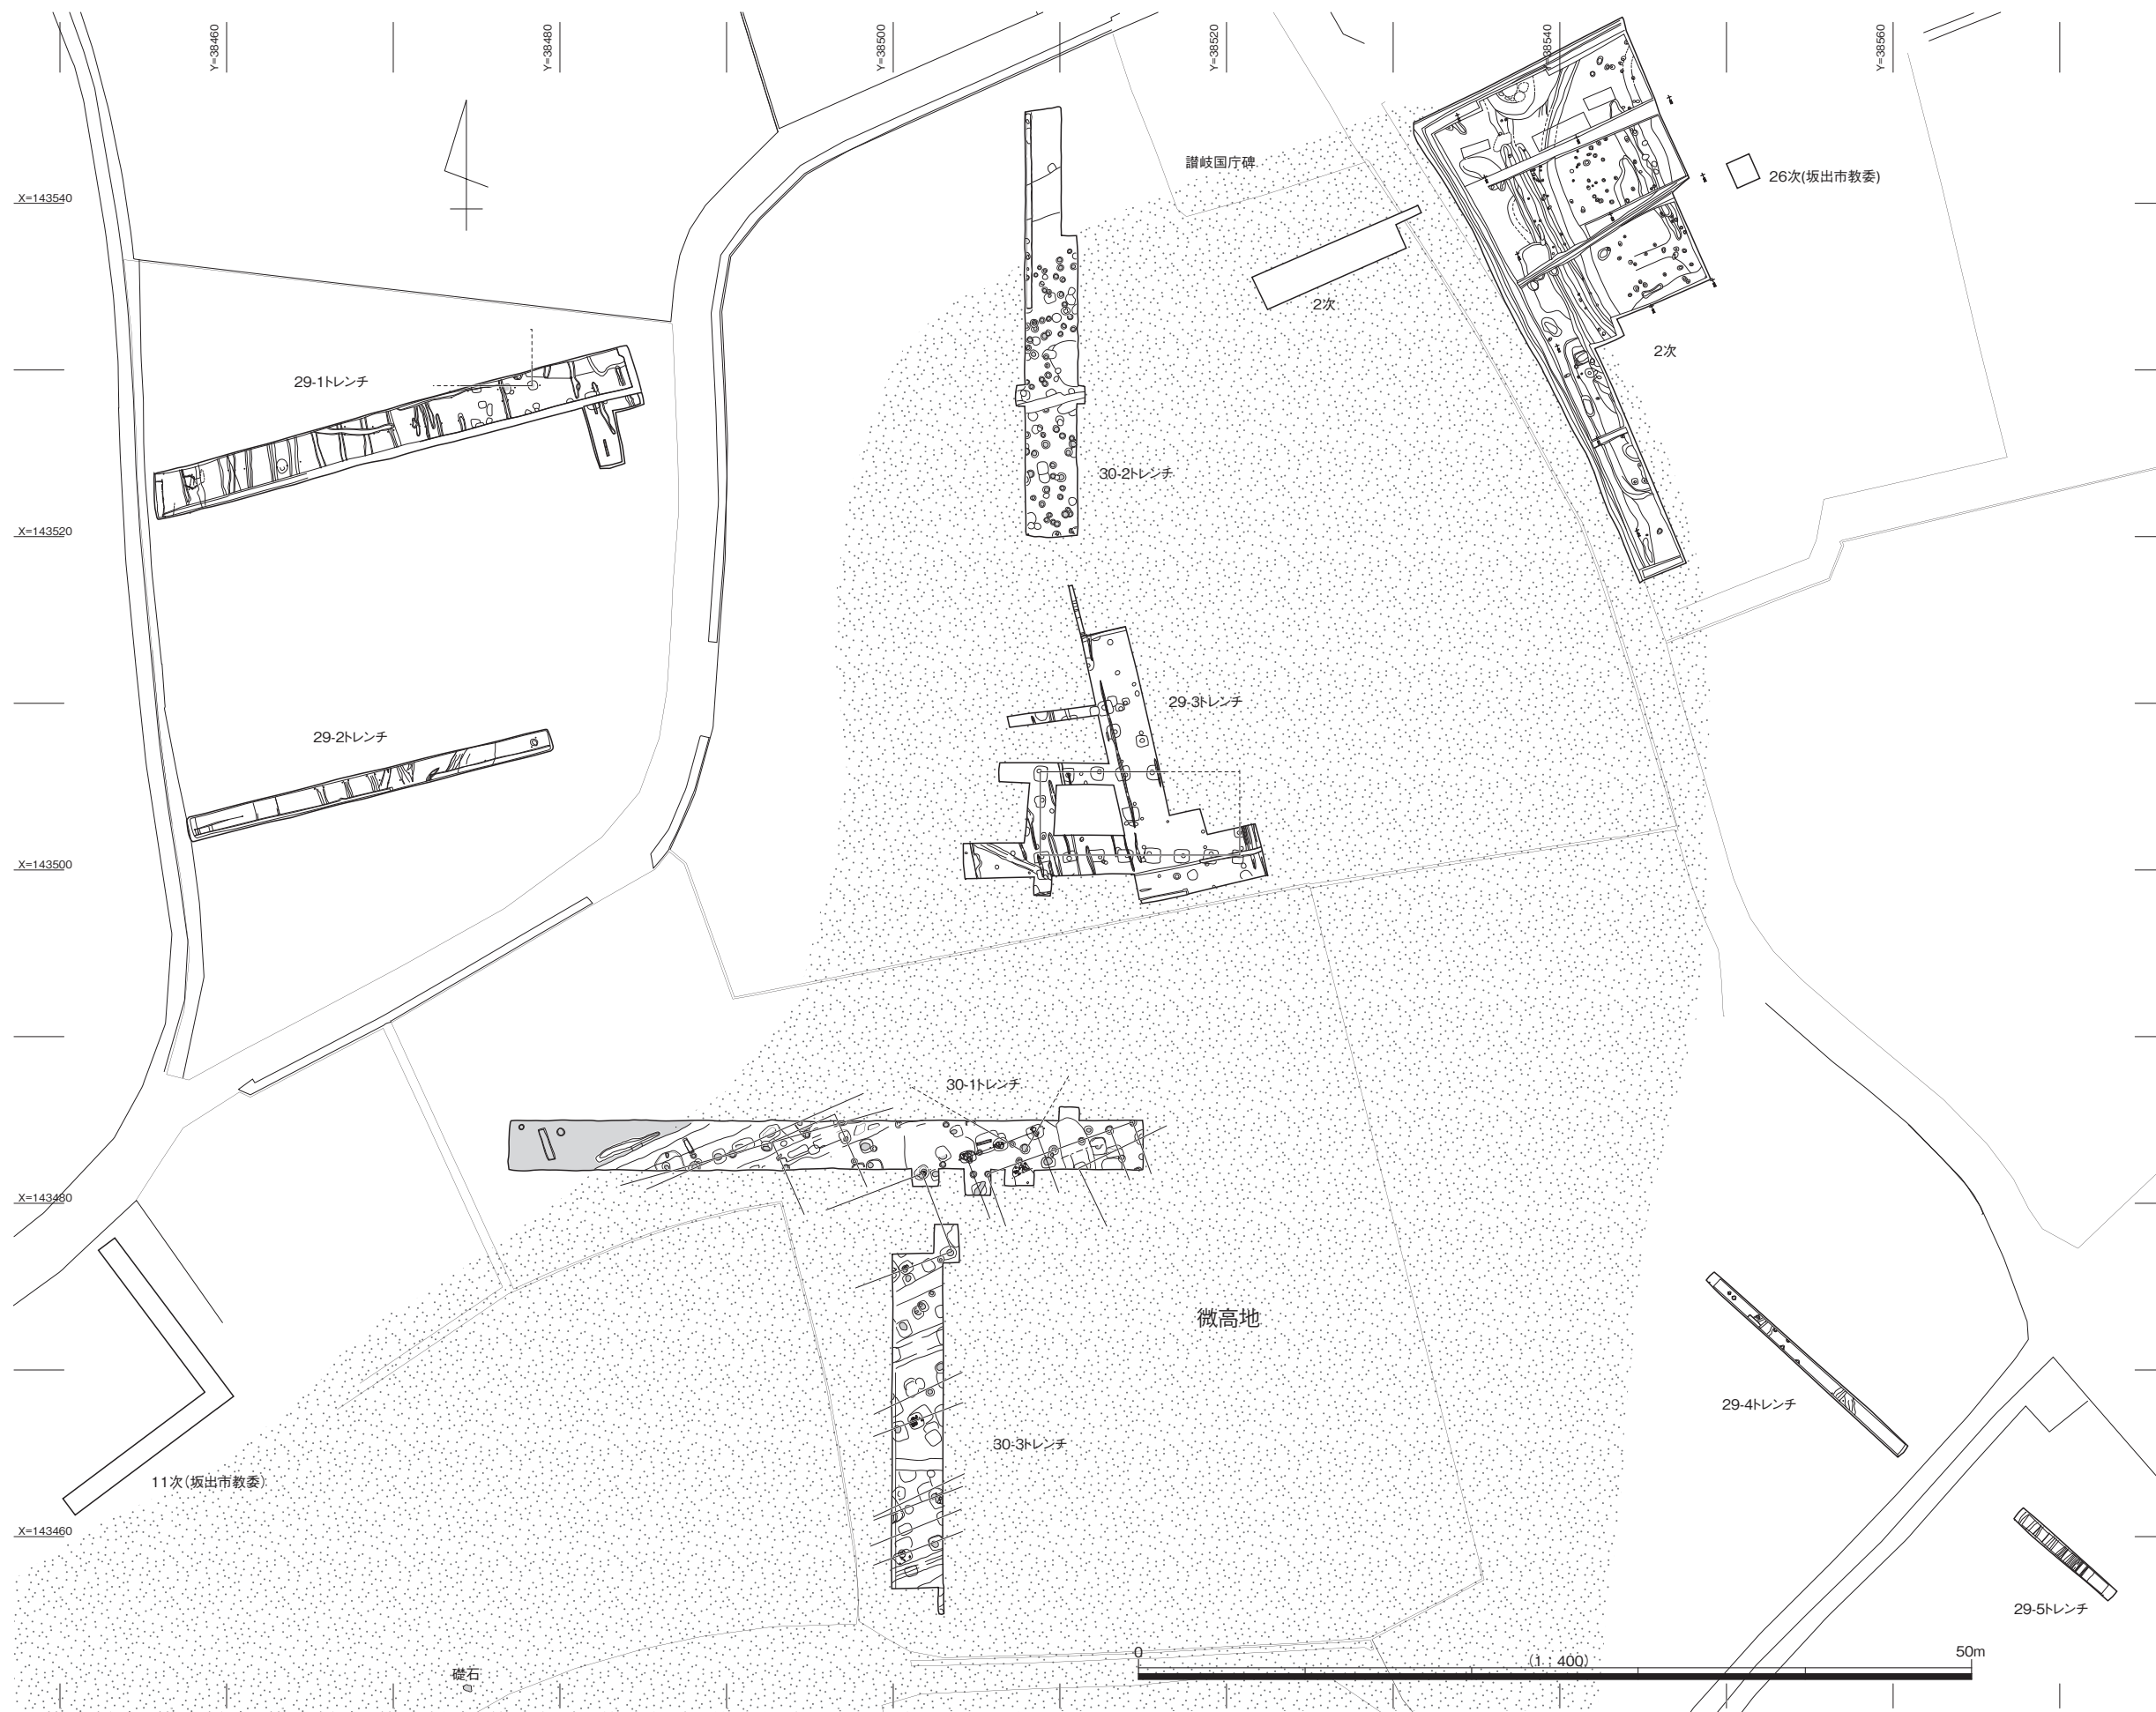 Y=38460
Y=38480
Y=38500
Y=38520
Y=38540
Y=38560
讃岐国庁碑
26次(坂出市教委)
X=143540
2次
2次
29-1トレンチ
30-2トレンチ
X=143520
29-3トレンチ
29-2トレンチ
X=143500
30-1トレンチ
X=143480
微高地
29-4トレンチ
30-3トレンチ
11次(坂出市教委)
X=143460
29-5トレンチ
0
(1:400)
50m
礎石